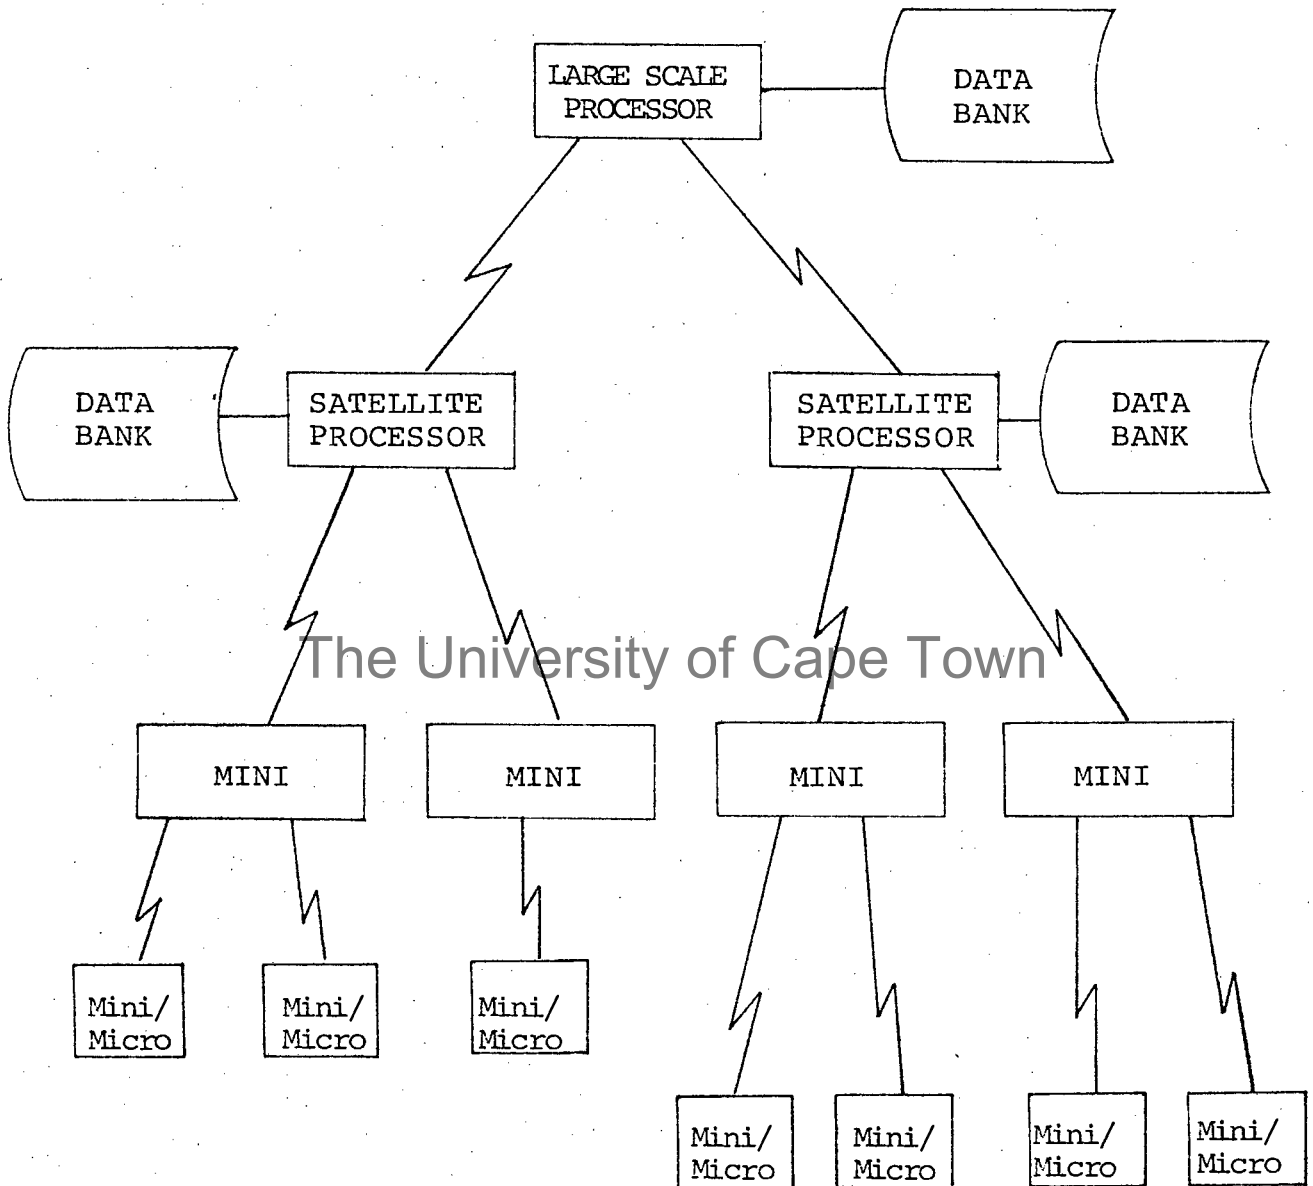 LARGE SCALE
PROCESSOR
DATA
BANK
DATA
BANK
SATELLITE
PROCESSOR
SATELLITE
PROCESSOR
DATA
BANK
The University of Cape Town
MINI
MINI
MINI
MINI
Mini/
Micro
Mini/
Micro
Mini/
Micro
Mini/
Micro
Mini/
Micro
Mini/
Micro
Mini/
Micro